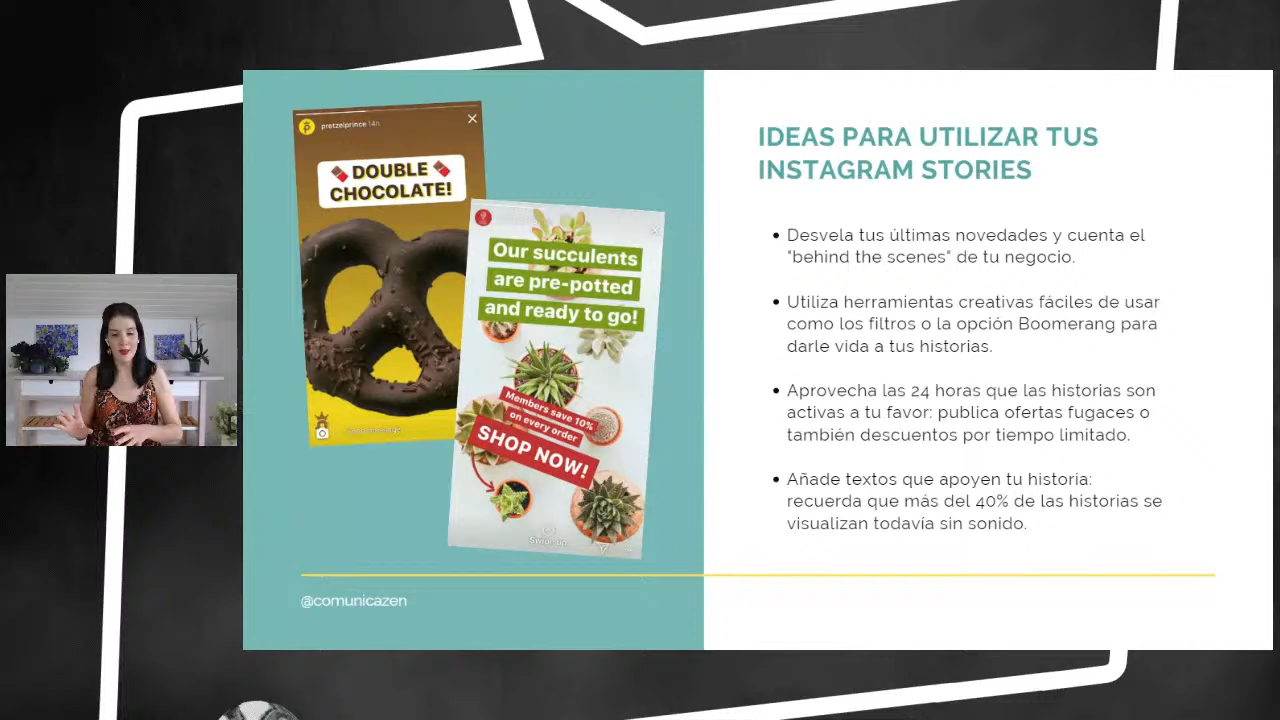 pretzelprince 14h
DOUBLE
CHOCOLATE!
Our succulents
are pre-potted
and ready to go!
Members save 10%
on every order
SHOP NOW!
@comunicazen
IDEAS PARA UTILIZAR TUS
INSTAGRAM STORIES
• Desvela tus últimas novedades y cuenta el
"behind the scenes" de tu negocio.
• Utiliza herramientas creativas fáciles de usar
como los filtros o la opción Boomerang para
darle vida a tus historias.
• Aprovecha las 24 horas que las historias son
activas a tu favor: publica ofertas fugaces o
también descuentos por tiempo limitado.
• Añade textos que apoyen tu historia:
recuerda que más del 40% de las historias se
visualizan todavía sin sonido.